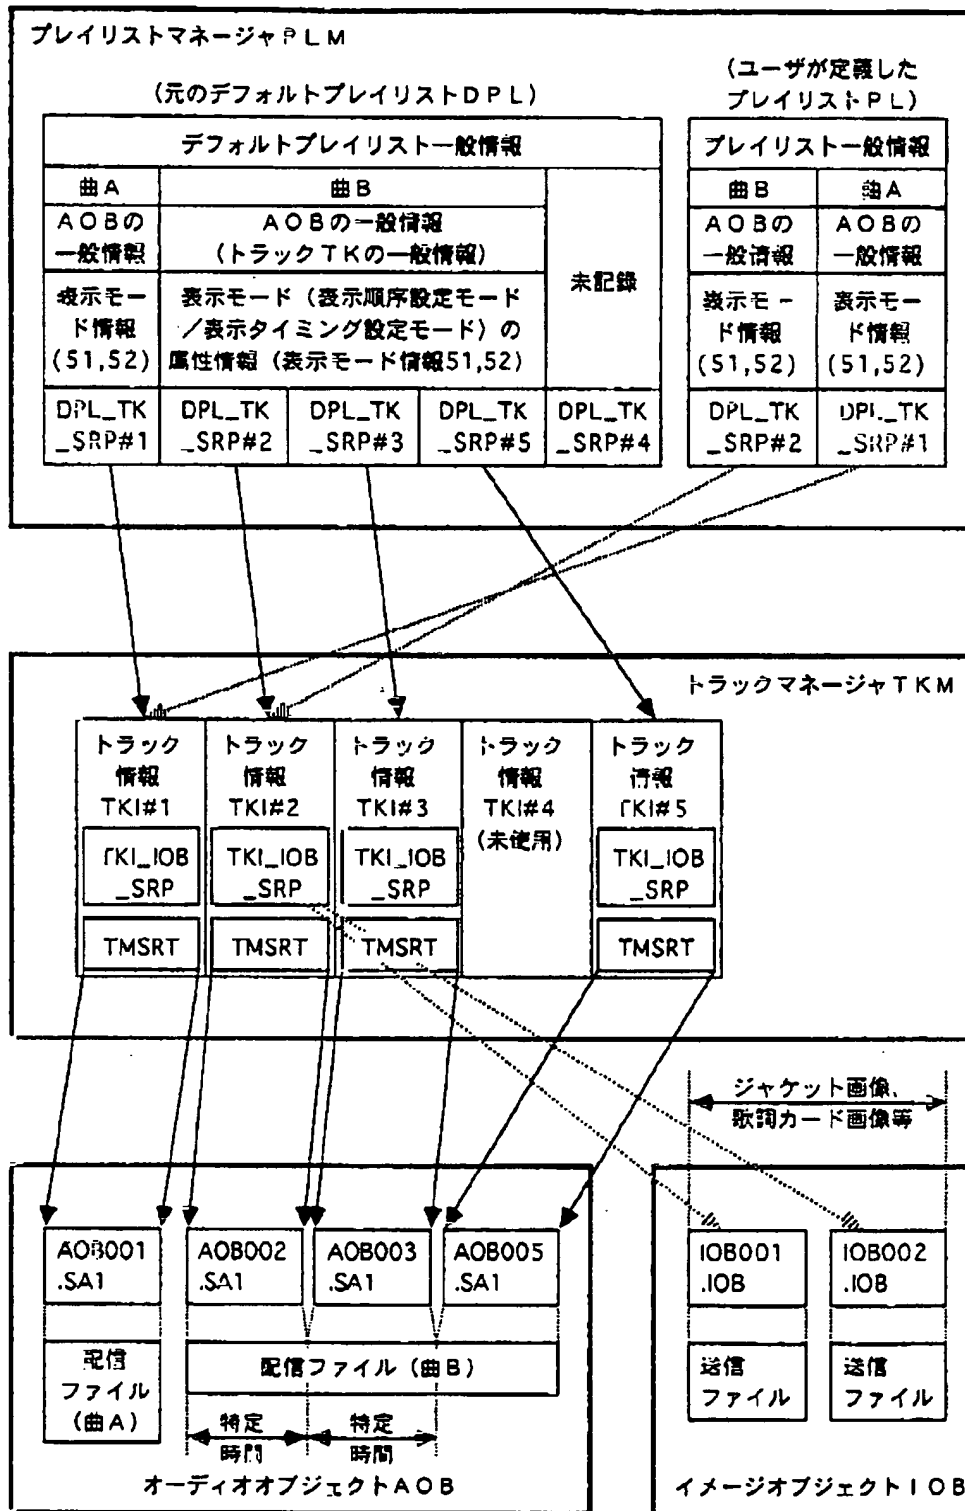 プレイリストマネージャPLM
(元のデフォルトプレイリストDPL)
(ユーザが定義した
プレイリストPL)
デフォルトプレイリスト一般情報
曲A
曲B
AOBの
一般情報
AOBの一般情報
(トラックTKの一般情報)
未記録
表示モー
ド情報
(51,52)
表示モード(表示順序設定モード
/表示タイミング設定モード)の
属性情報(表示モード情報51,52)
DPL_TK
_SRP#1
DPL_TK
_SRP#2
DPL_TK
_SRP#3
DPL_TK
_SRP#5
DPL_TK
_SRP#4
プレイリスト一般情報
曲B
曲A
AOBの
一般情報
AOBの
一般情報
表示モー
ド情報
(51,52)
表示モー
ド情報
(51,52)
DPL_TK
_SRP#2
DPL_TK
_SRP#1
トラックマネージャTKM
トラック
情報
TKI#1
トラック
情報
TKI#2
トラック
情報
TKI#3
トラック
情報
TKI#4
(未使用)
トラック
情報
TKI#5
TKI_IOB
_SRP
TKI_IOB
_SRP
TKI_IOB
_SRP
TKI_IOB
_SRP
TMSRT
TMSRT
TMSRT
TMSRT
ジャケット画像、
歌詞カード画像等
AOB001
.SA1
AOB002
.SA1
AOB003
.SA1
AOB005
.SA1
IOB001
.IOB
IOB002
.IOB
配信
ファイル
(曲A)
配信ファイル(曲B)
送信
ファイル
送信
ファイル
特定
時間
特定
時間
オーディオオブジェクトAOB
イメージオブジェクトIOB